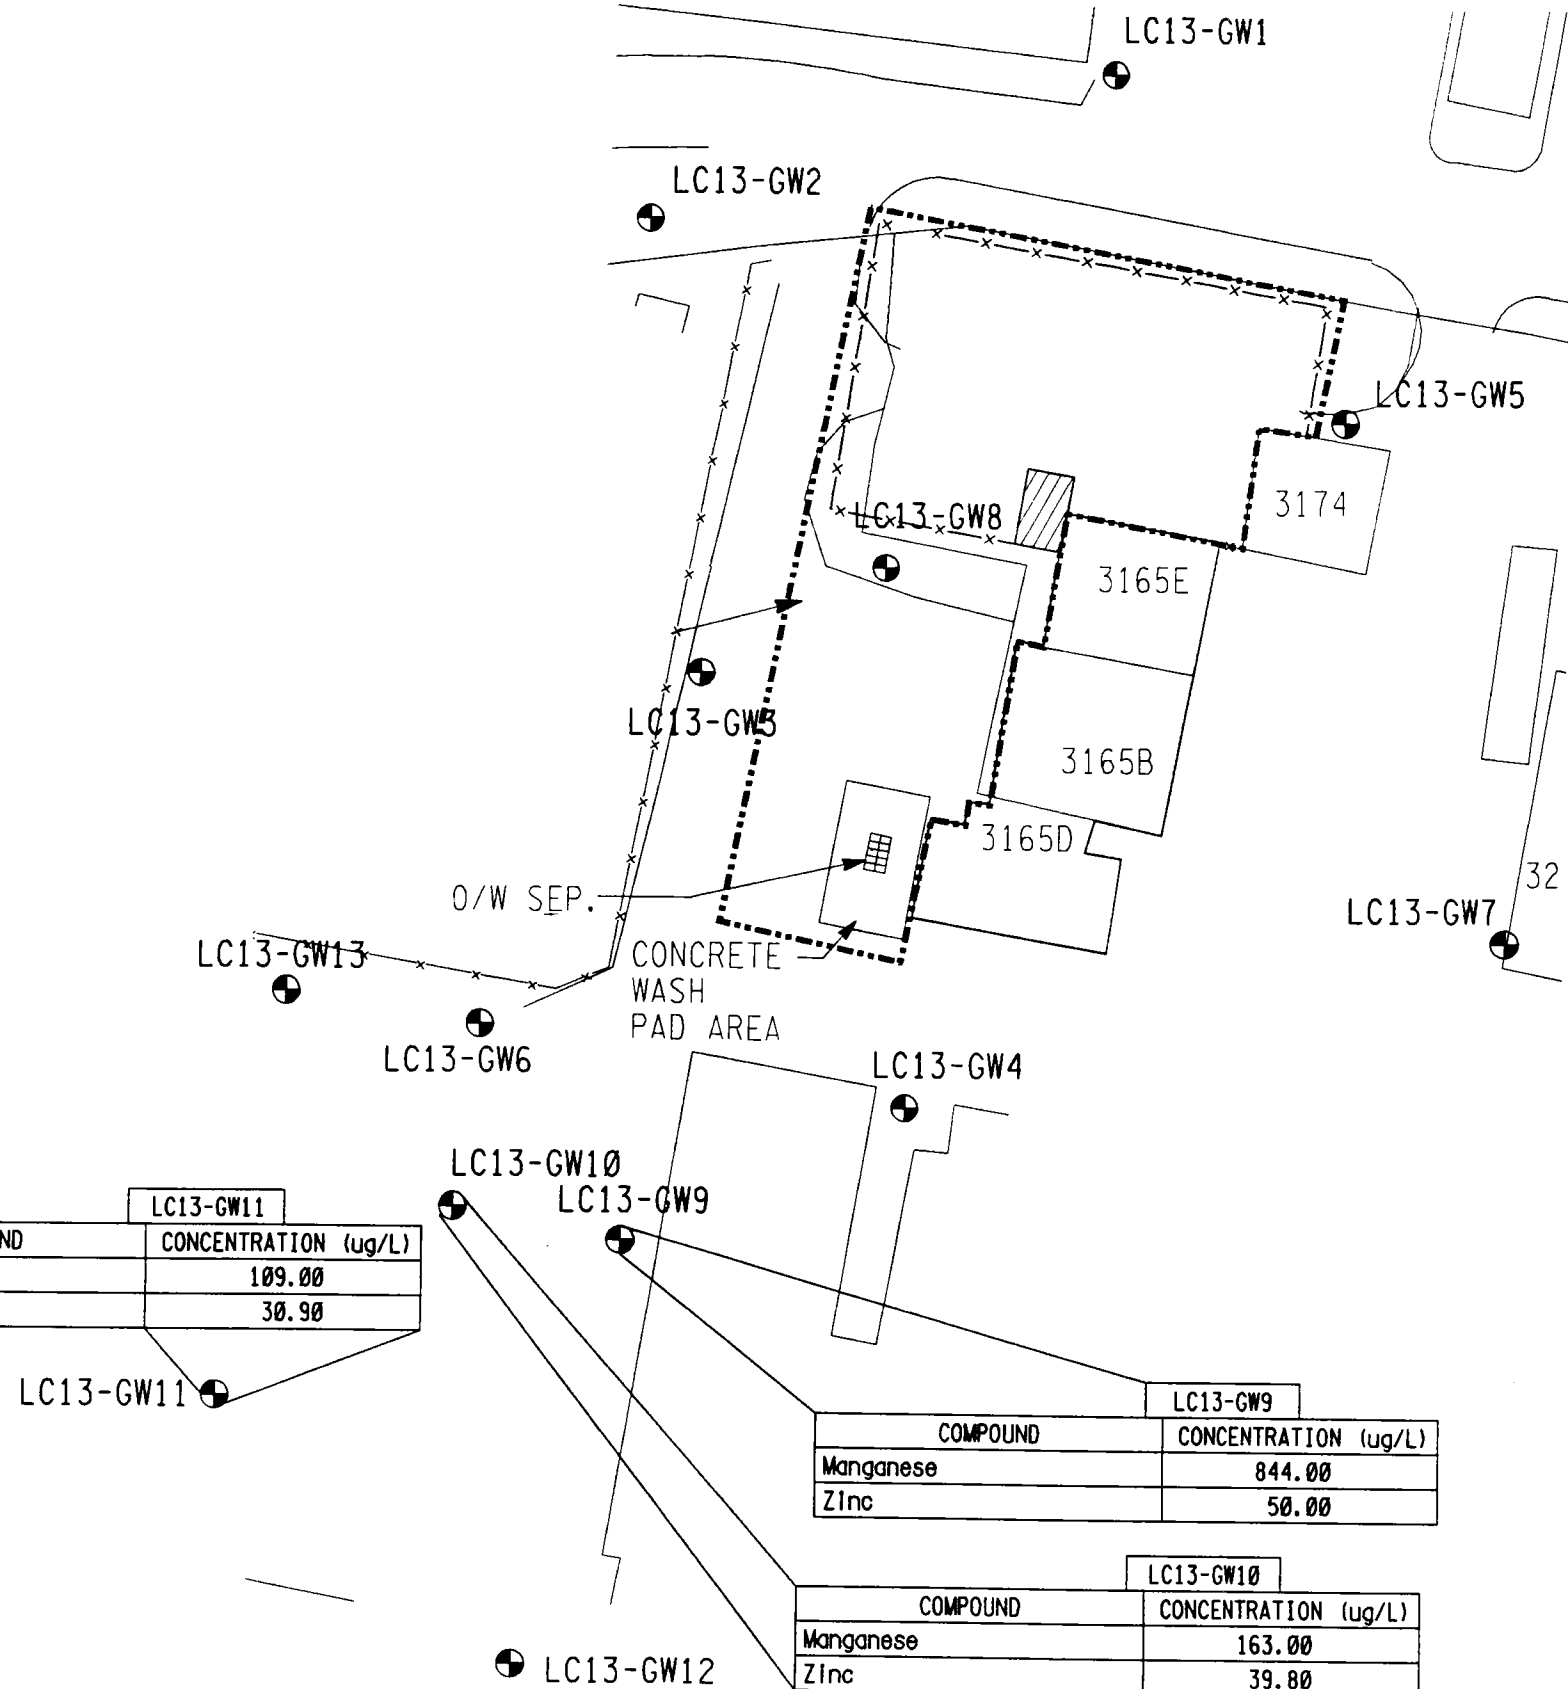 LC13-GW1
LC13-GW2
LC13-GW5
3174
LC13-GW8
3165E
LC13-GW3
3165B
3165D
32
O/W SEP.
LC13-GW7
LC13-GW13
CONCRETE
WASH
PAD AREA
LC13-GW6
LC13-GW4
LC13-GW10
LC13-GW9
LC13-GW11
ND CONCENTRATION (ug/L)
109.00
30.90
LC13-GW11
LC13-GW9
COMPOUND CONCENTRATION (ug/L)
Manganese 844.00
Zinc 50.00
LC13-GW10
COMPOUND CONCENTRATION (ug/L)
Manganese 163.00
Zinc 39.80
LC13-GW12